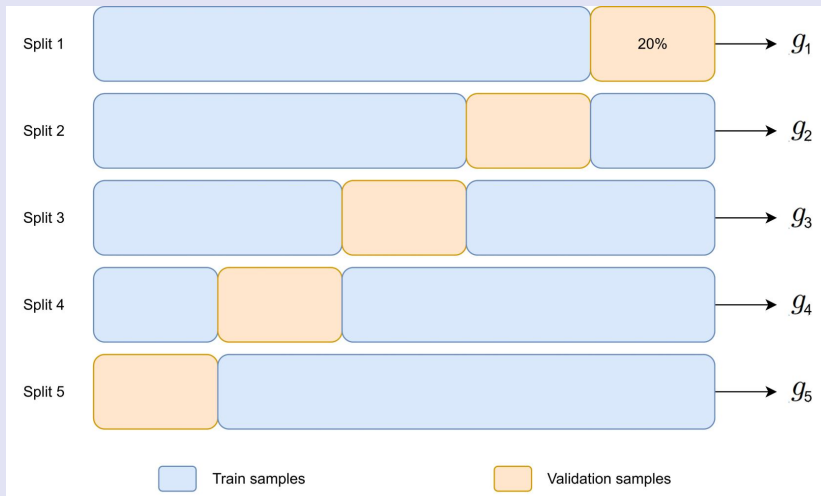 Split 1
20%
g₁
Split 2
g₂
Split 3
g₃
Split 4
g₄
Split 5
g₅
Train samples
Validation samples